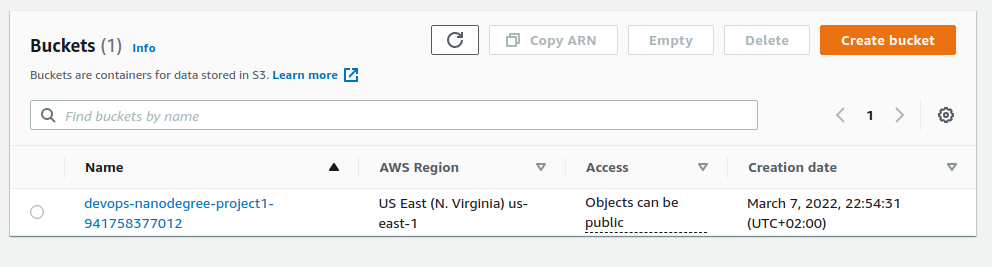 Buckets (1) Info
Copy ARN
Empty
Delete
Create bucket
Buckets are containers for data stored in S3. Learn more
Find buckets by name
1
Name
AWS Region
Access
Creation date
devops-nanodegree-project1-
941758377012
US East (N. Virginia) us-
east-1
Objects can be
public
March 7, 2022, 22:54:31
(UTC+02:00)